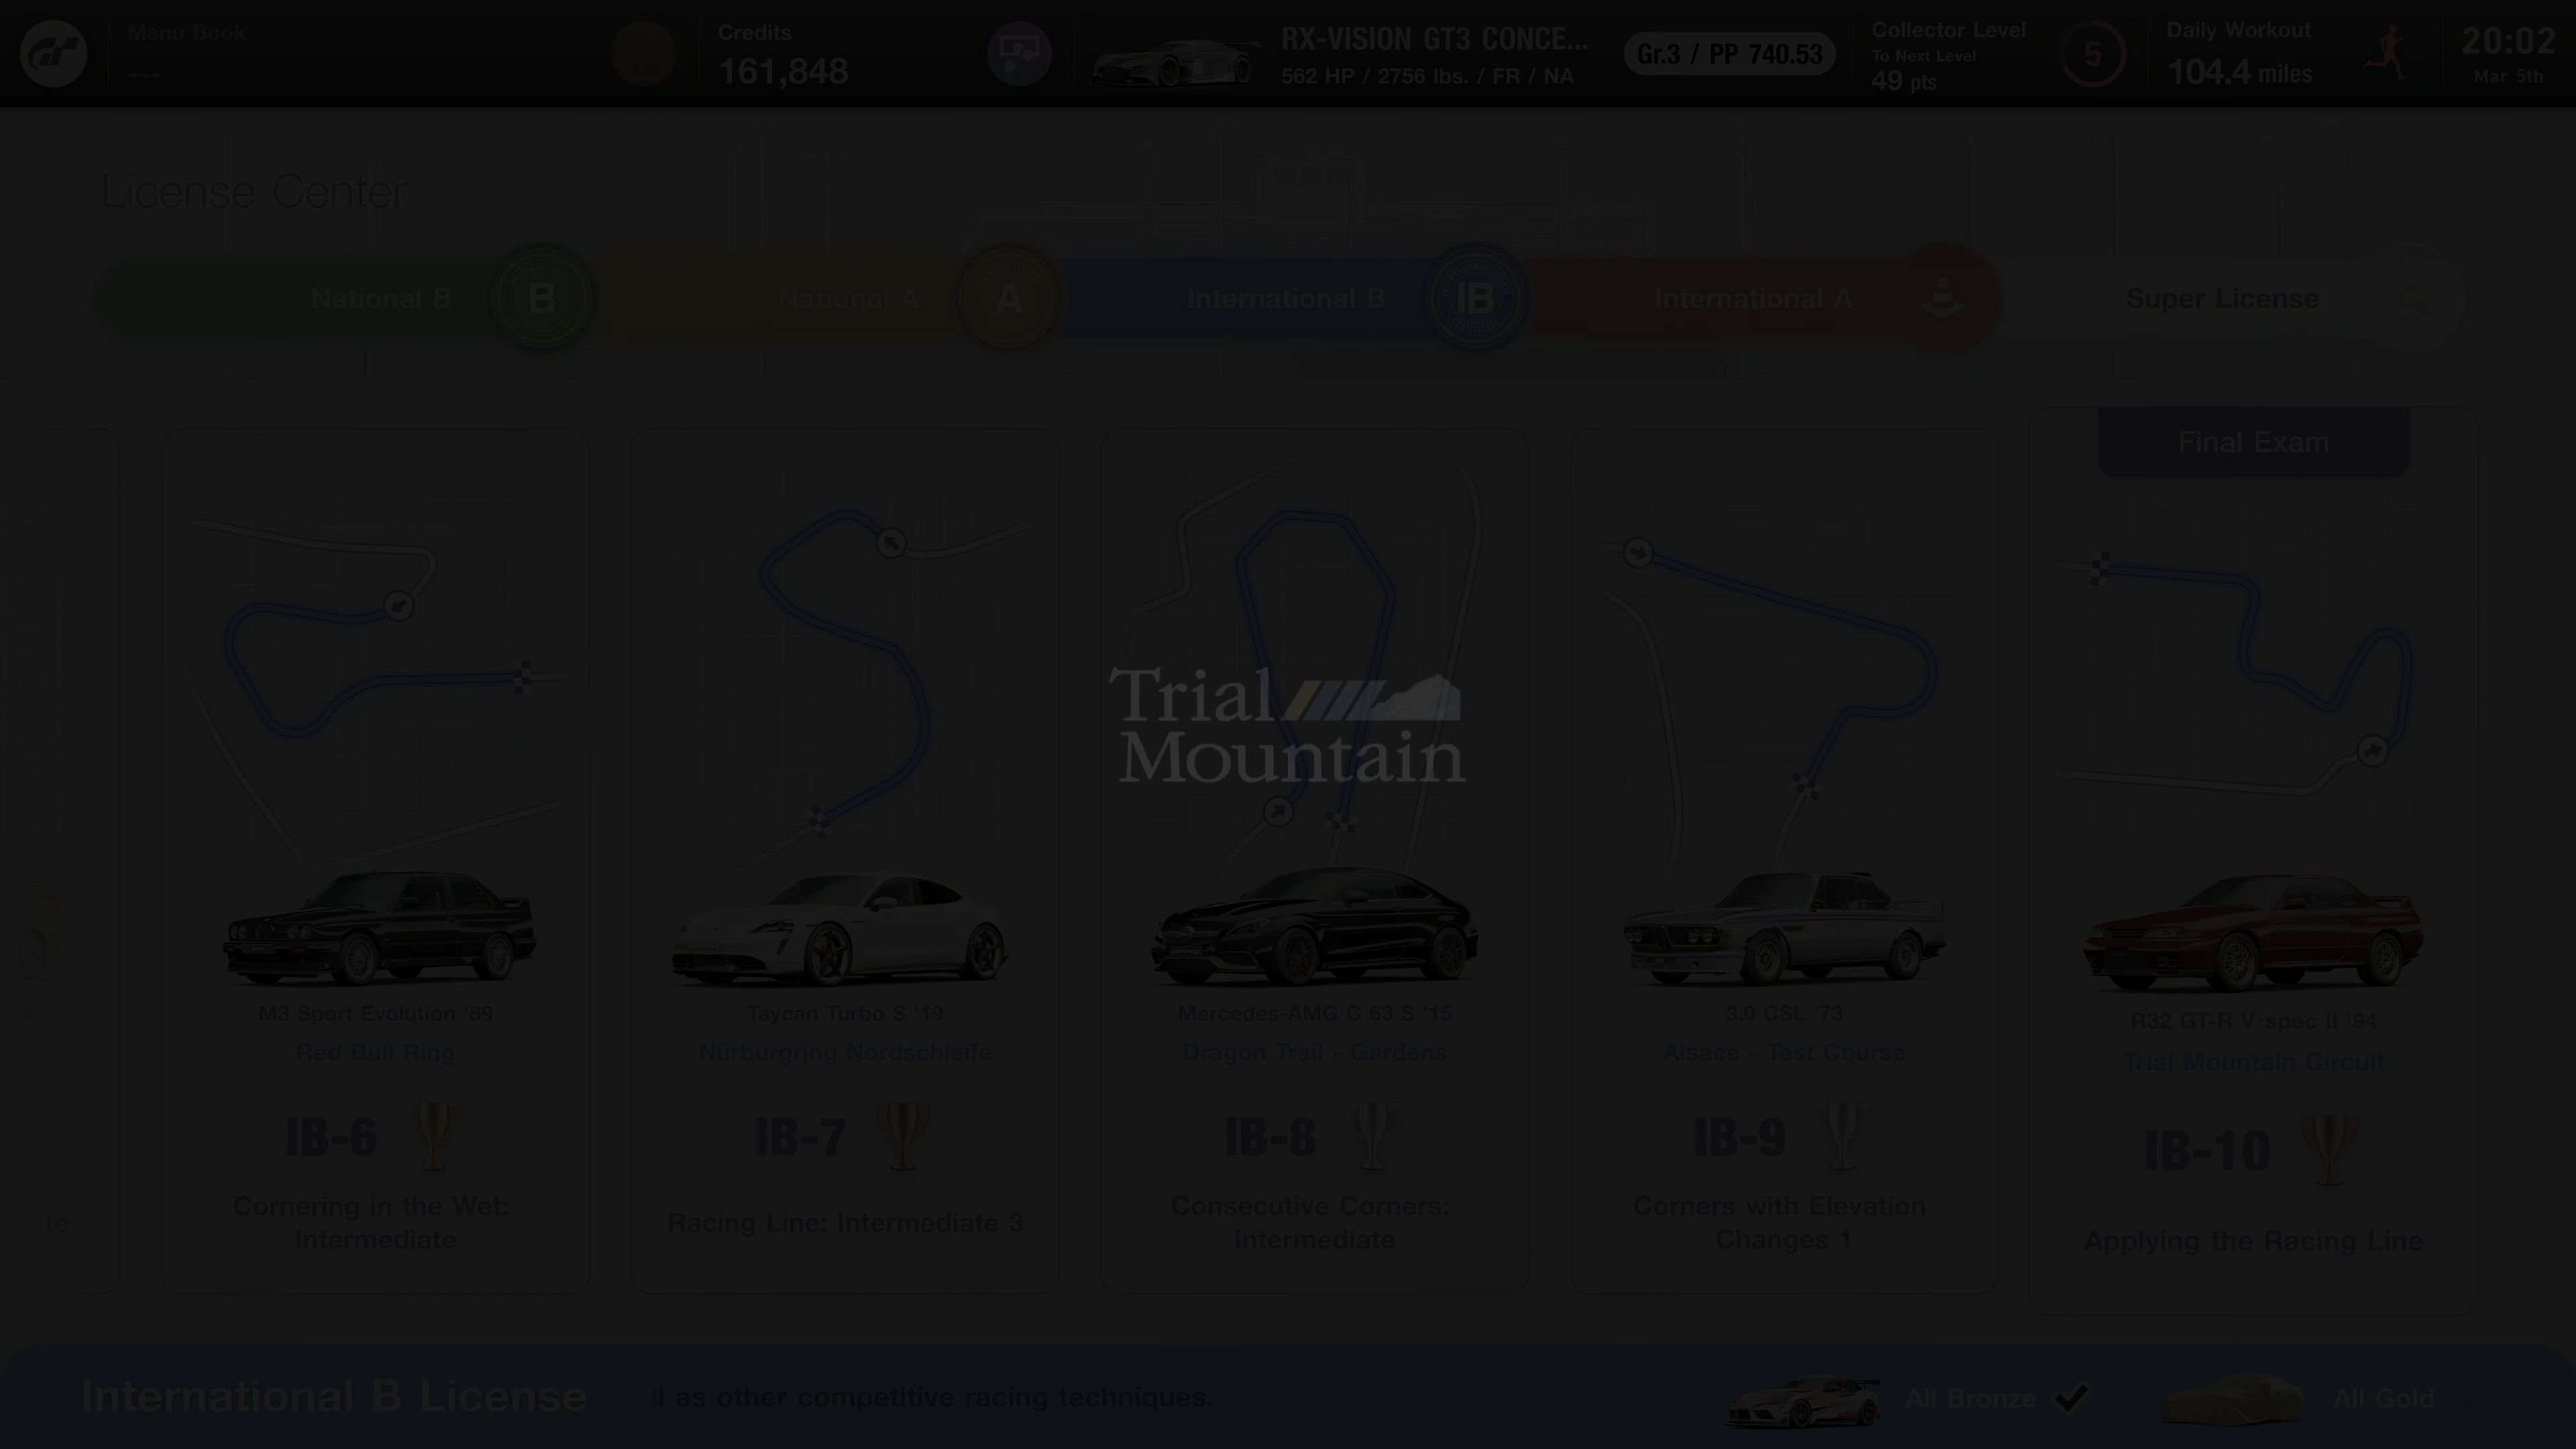 Menu Book
---
Credits
161,848
RX-VISION GT3 CONCE...
562 HP / 2756 lbs. / FR / NA
Gr.3 / PP 740.53
Collector Level
To Next Level
49 pts
5
Daily Workout
104.4 miles
20:02
Mar 5th
License Center
National B
B
National A
A
International B
IB
International A
Super License
Final Exam
Trial
Mountain
M3 Sport Evolution '89
Red Bull Ring
IB-6
Cornering in the Wet:
Intermediate
Taycan Turbo S '19
Nürburgring Nordschleife
IB-7
Racing Line: Intermediate 3
Mercedes-AMG C 63 S '15
Dragon Trail - Gardens
IB-8
Consecutive Corners:
Intermediate
3.0 CSL '73
Alsace - Test Course
IB-9
Corners with Elevation
Changes 1
R32 GT-R V·spec II '94
Trial Mountain Circuit
IB-10
Applying the Racing Line
International B License
ll as other competitive racing techniques.
All Bronze
All Gold